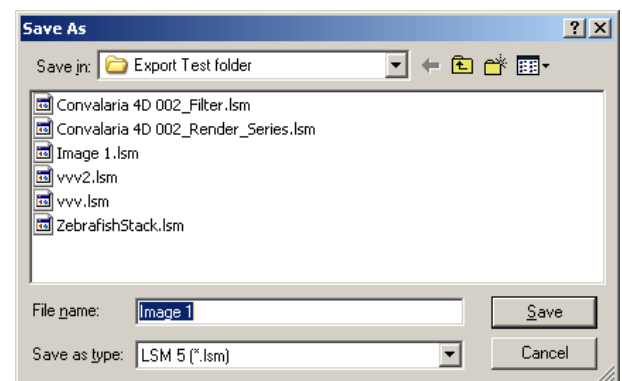 Save As
Save in: Export Test folder
Convalaria 4D 002_Filter.lsm
Convalaria 4D 002_Render_Series.lsm
Image 1.lsm
vvv2.lsm
vvv.lsm
ZebrafishStack.lsm
File name: Image 1 Save
Save as type: LSM 5 (*.lsm) Cancel